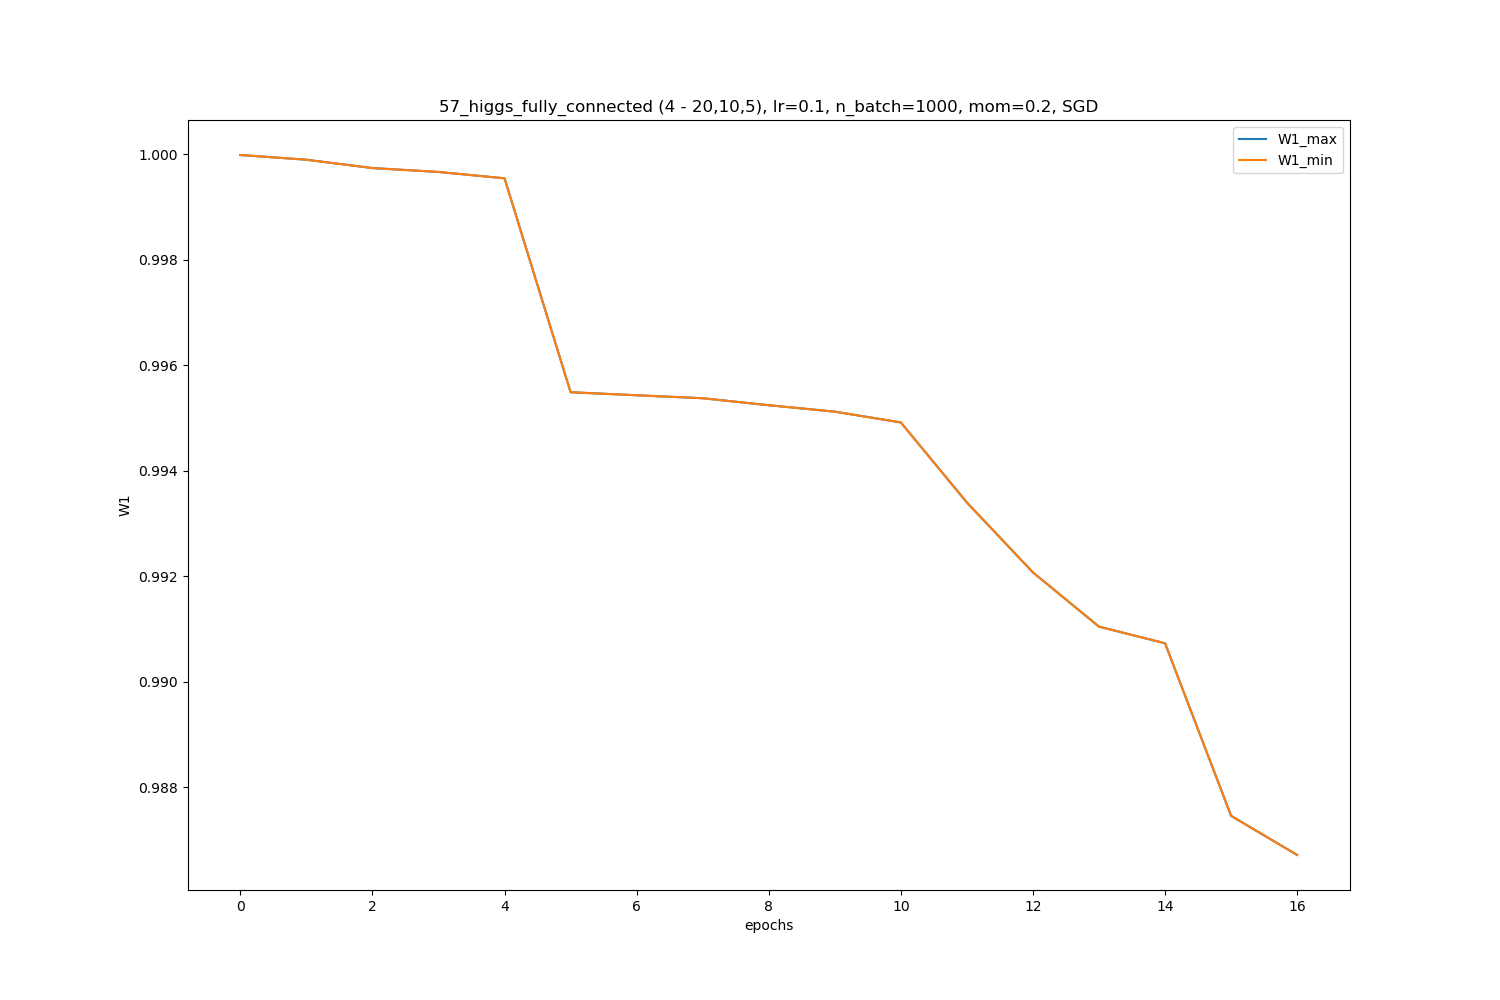 57_higgs_fully_connected (4 - 20,10,5), lr=0.1, n_batch=1000, mom=0.2, SGD
W1_max
W1_min
1.000
0.998
0.996
0.994
0.992
0.990
0.988
W1
0 2 4 6 8 10 12 14 16
epochs